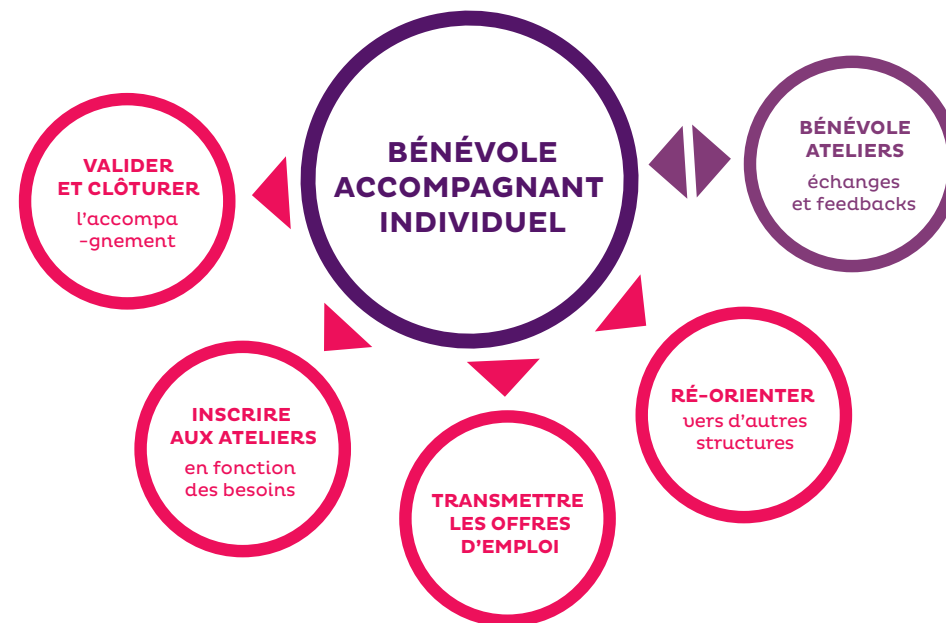 BÉNÉVOLE
ACCOMPAGNANT
INDIVIDUEL
BÉNÉVOLE
ATELIERS
échanges
et feedbacks
VALIDER
ET CLÔTURER
l'accompa
-gnement
INSCRIRE
AUX ATELIERS
en fonction
des besoins
TRANSMETTRE
LES OFFRES
D'EMPLOI
RÉ-ORIENTER
vers d'autres
structures